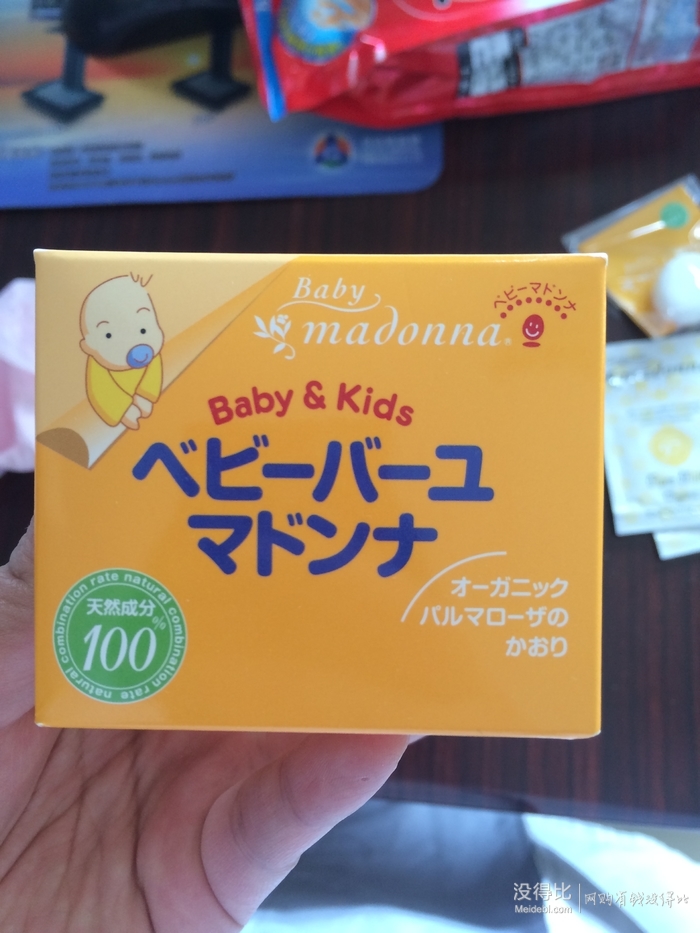 Baby
madonna®
ベビーマドンナ
Baby & Kids
ベビーバーユ
マドンナ
オーガニック
パルマローザの
かおり
natural combination rate natural combination rate
天然成分
100%
没得比
Meidebi.com
网购省钱没得比